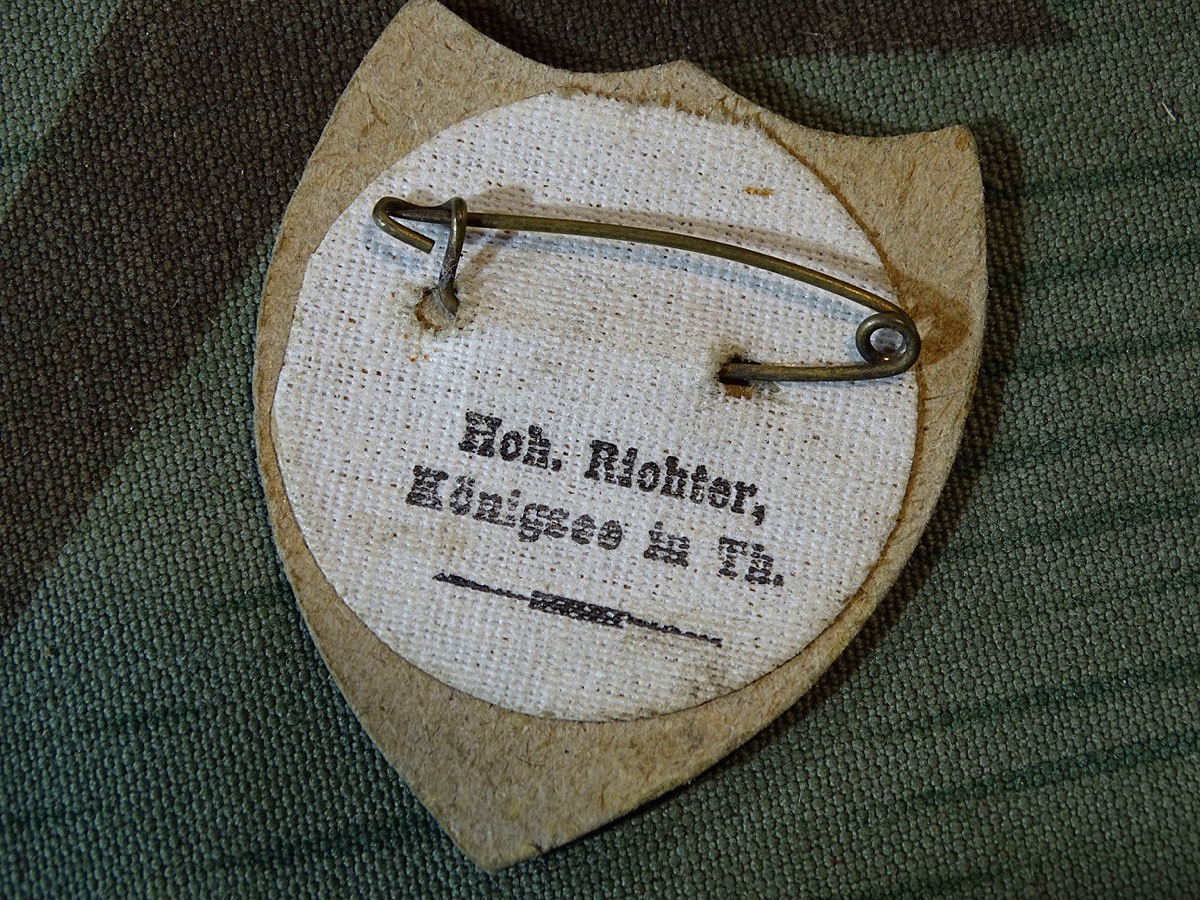 Hch. Richter,
Königsee in Th.